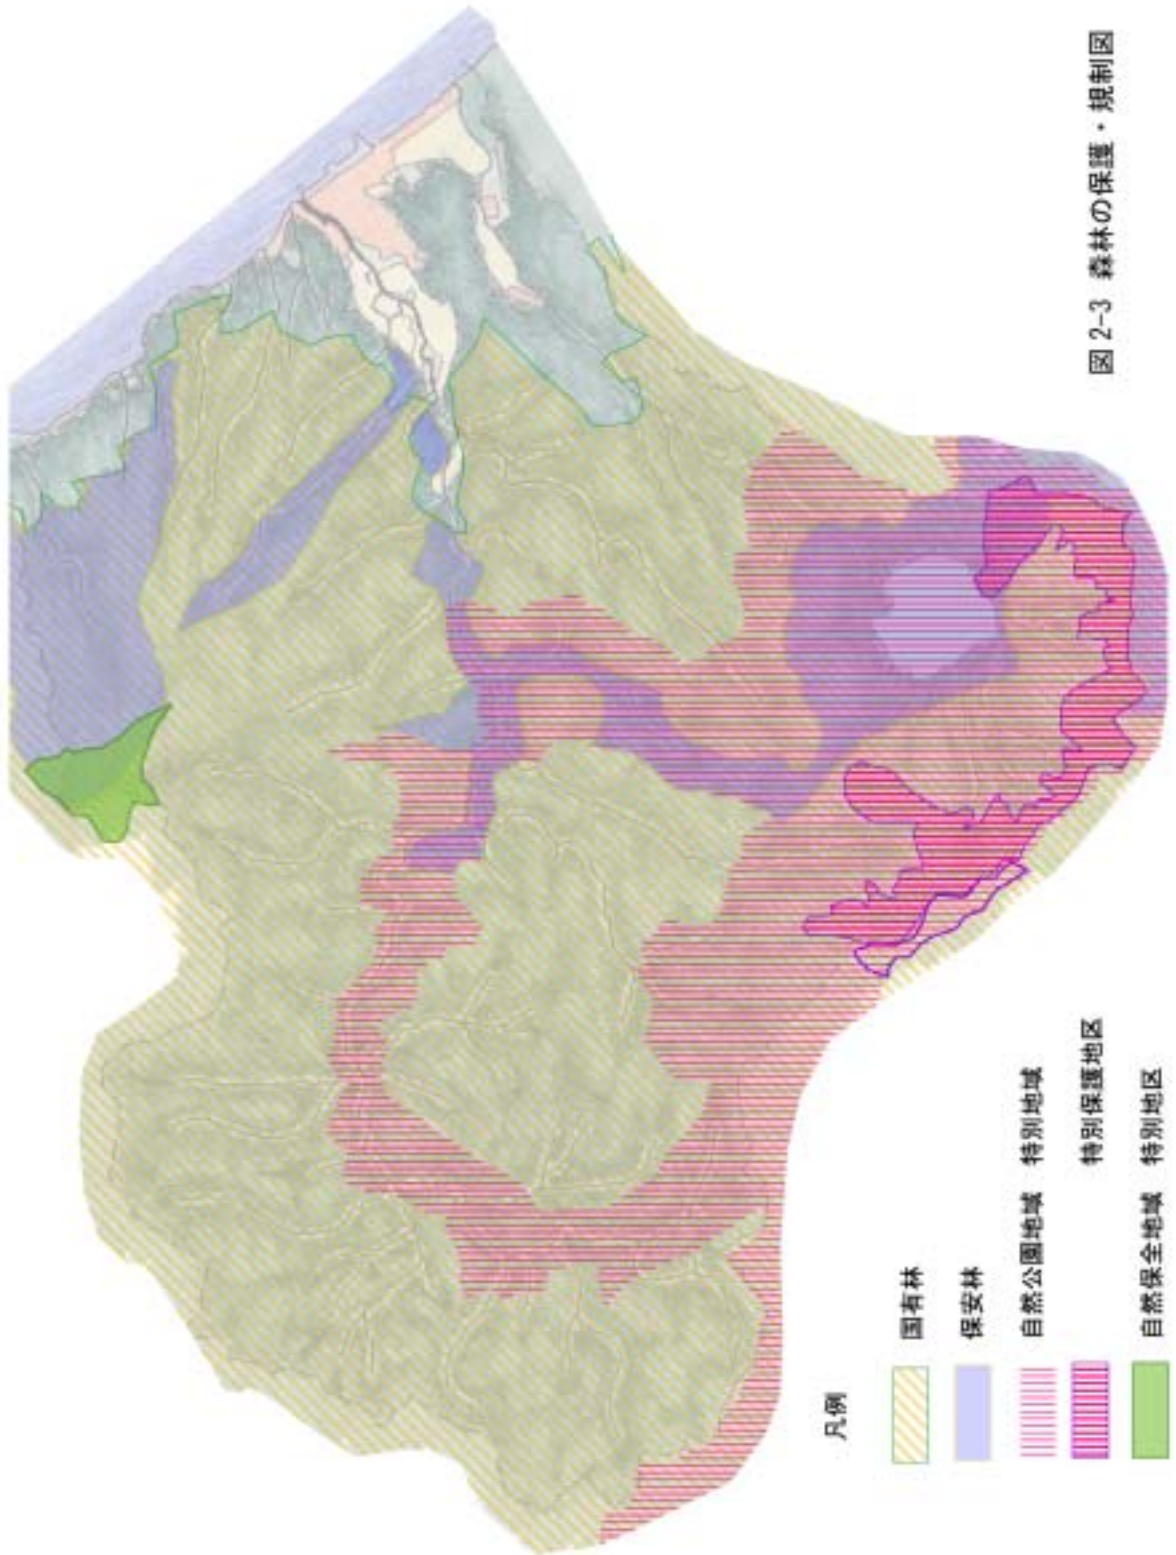 図 2-3 森林の保護・規制図
凡例
国有林
保安林
自然公園地域 特別地域
特別保護地区
自然保全地域 特別地区